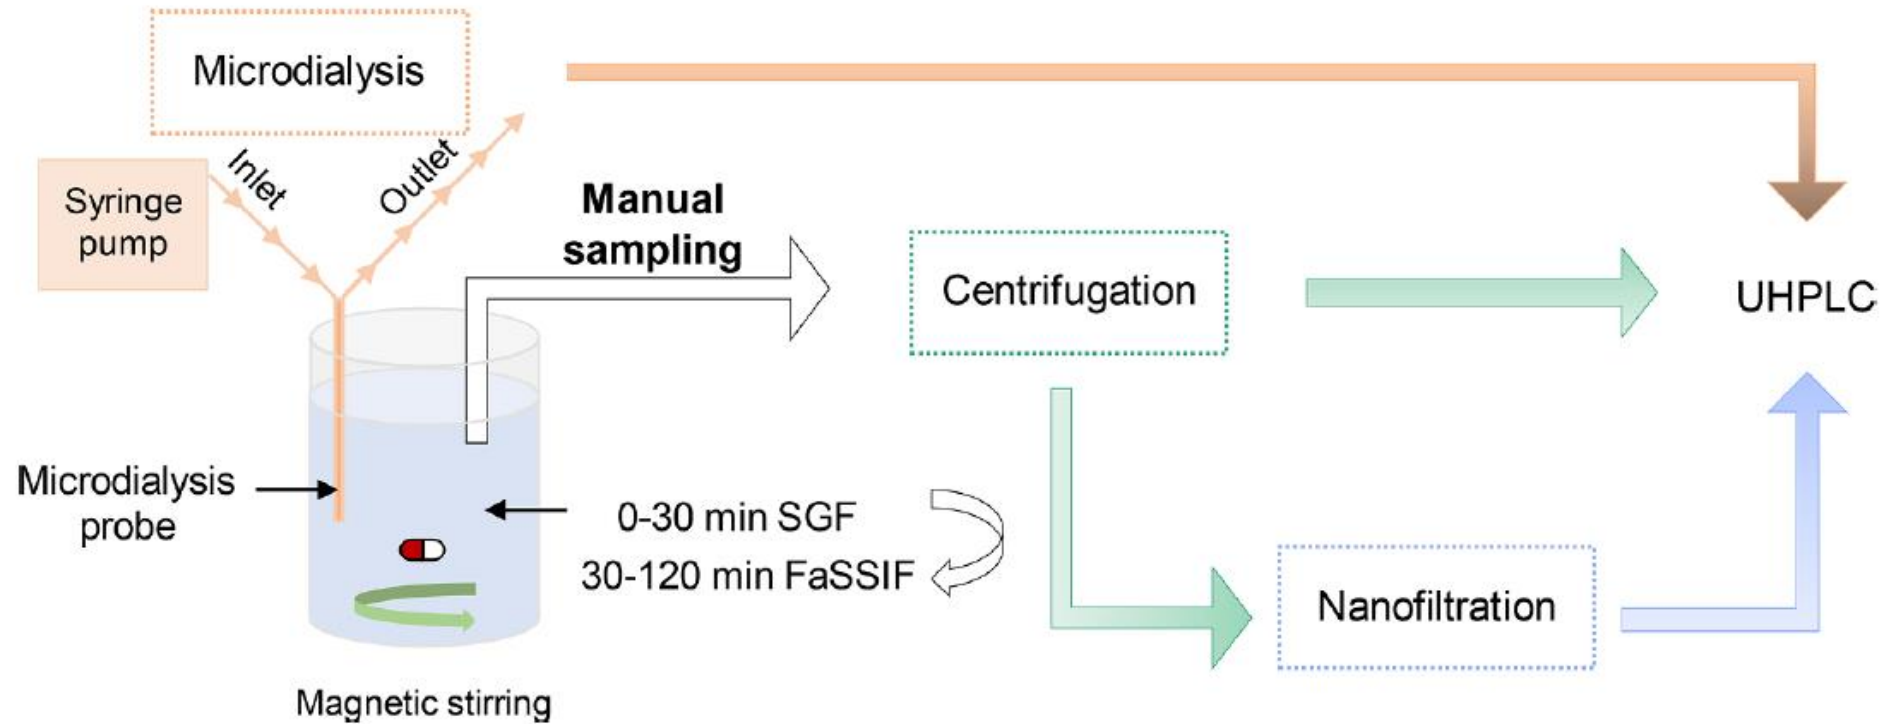 Microdialysis
Syringe
pump
Inlet
Outlet
Manual
sampling
Centrifugation
UHPLC
Microdialysis
probe
0-30 min SGF
30-120 min FaSSIF
Nanofiltration
Magnetic stirring